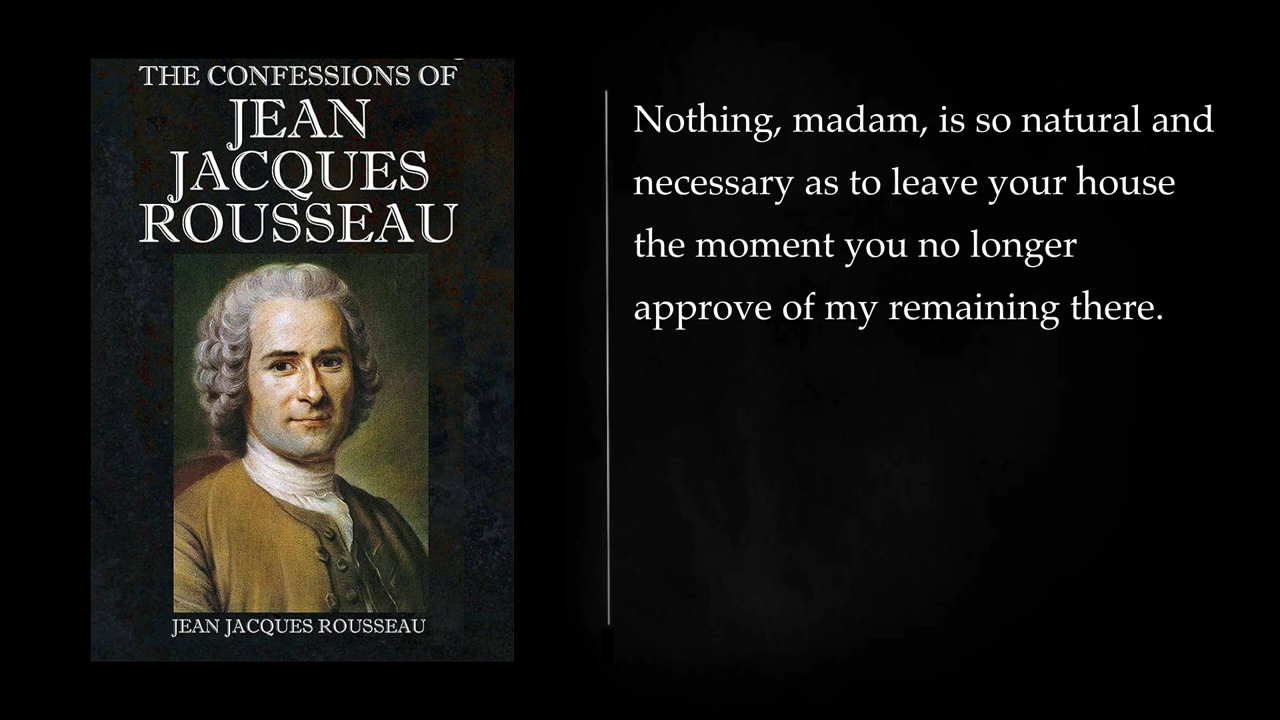 THE CONFESSIONS OF
JEAN
JACQUES
ROUSSEAU
JEAN JACQUES ROUSSEAU
Nothing, madam, is so natural and
necessary as to leave your house
the moment you no longer
approve of my remaining there.